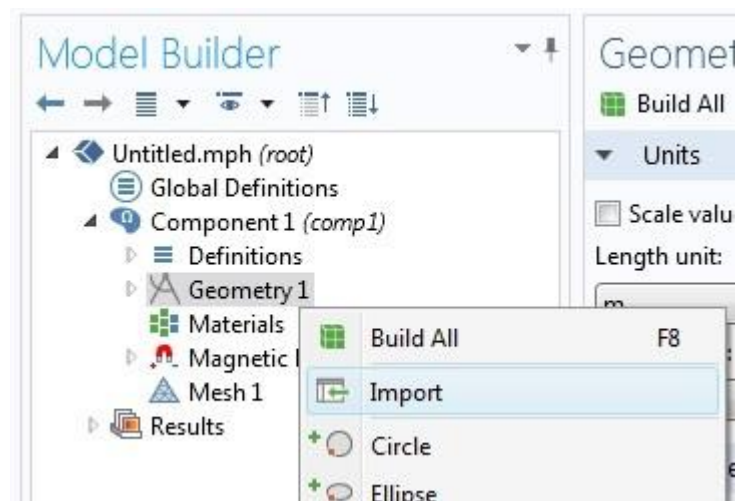 Model Builder
Geomet
Build All
Untitled.mph (root)
Units
Global Definitions
Component 1 (comp1)
Scale valu
Definitions
Length unit:
Geometry 1
m
Materials
Build All F8
Magnetic
Mesh 1
Import
Results
Circle
Ellipse